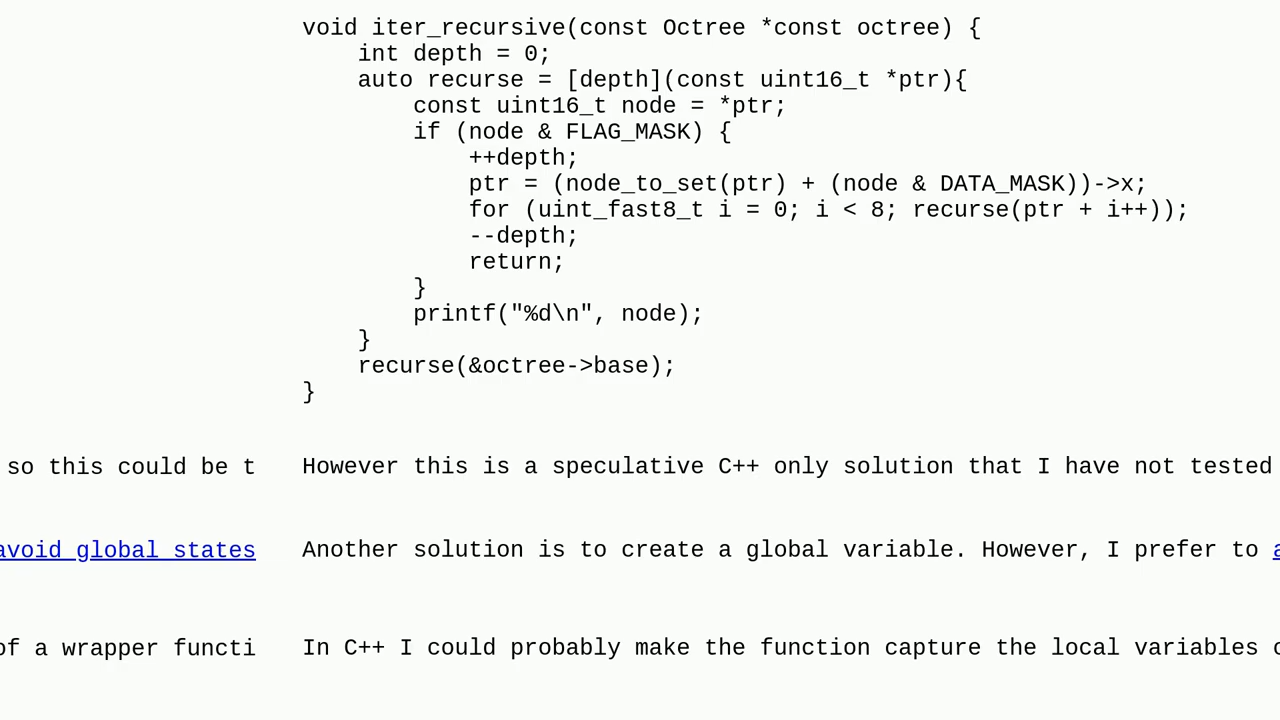 void iter_recursive(const Octree *const octree) {
    int depth = 0;
    auto recurse = [depth](const uint16_t *ptr){
        const uint16_t node = *ptr;
        if (node & FLAG_MASK) {
            ++depth;
            ptr = (node_to_set(ptr) + (node & DATA_MASK))->x;
            for (uint_fast8_t i = 0; i < 8; recurse(ptr + i++));
            --depth;
            return;
        }
        printf("%d\n", node);
    }
    recurse(&octree->base);
}
so this could be t
However this is a speculative C++ only solution that I have not tested
avoid global states
Another solution is to create a global variable. However, I prefer to a
of a wrapper functi
In C++ I could probably make the function capture the local variables o